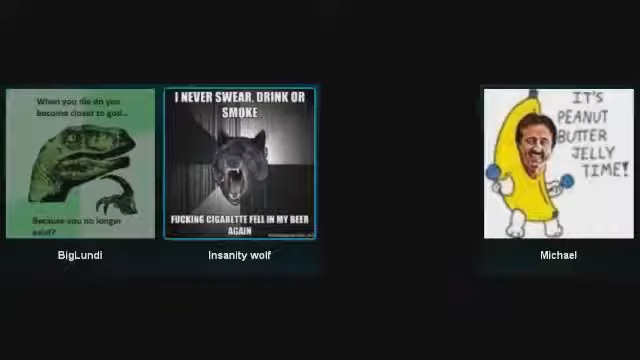 When you die do you
become closer to god...
Because you no longer
exist?
BigLundi
I NEVER SWEAR, DRINK OR
SMOKE
FUCKING CIGARETTE FELL IN MY BEER
AGAIN
Insanity wolf
IT'S
PEANUT
BUTTER
JELLY
TIME!
Michael